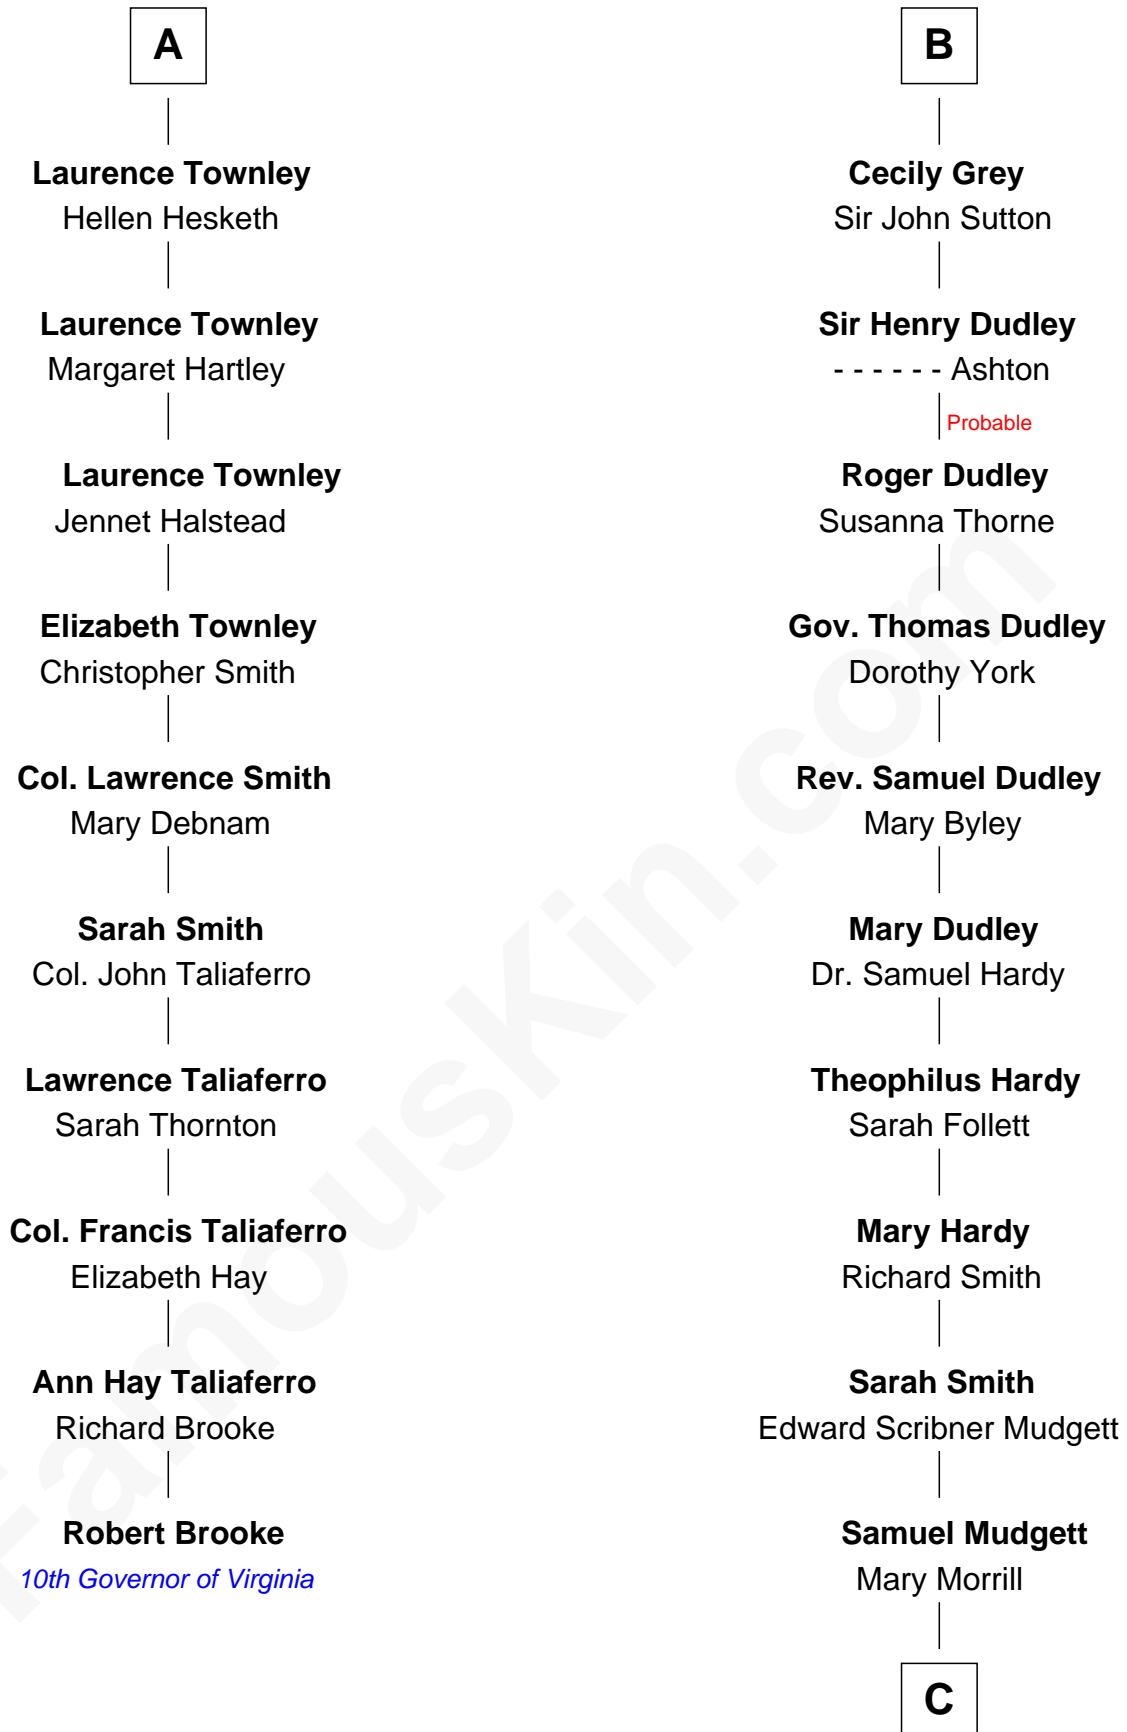 A
Laurence Townley
Hellen Hesketh
Laurence Townley
Margaret Hartley
Laurence Townley
Jennet Halstead
Elizabeth Townley
Christopher Smith
Col. Lawrence Smith
Mary Debnam
Sarah Smith
Col. John Taliaferro
Lawrence Taliaferro
Sarah Thornton
Col. Francis Taliaferro
Elizabeth Hay
Ann Hay Taliaferro
Richard Brooke
Robert Brooke
10th Governor of Virginia
B
Cecily Grey
Sir John Sutton
Sir Henry Dudley
- - - - - - Ashton
Probable
Roger Dudley
Susanna Thorne
Gov. Thomas Dudley
Dorothy York
Rev. Samuel Dudley
Mary Byley
Mary Dudley
Dr. Samuel Hardy
Theophilus Hardy
Sarah Follett
Mary Hardy
Richard Smith
Sarah Smith
Edward Scribner Mudgett
Samuel Mudgett
Mary Morrill
C
FamousKin.com